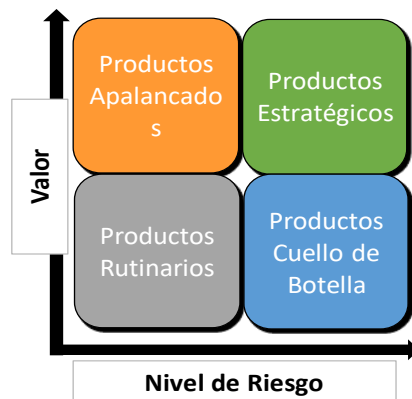 Productos
Apalancado
s
Productos
Estratégicos
Valor
Productos
Rutinarios
Productos
Cuello de
Botella
Nivel de Riesgo